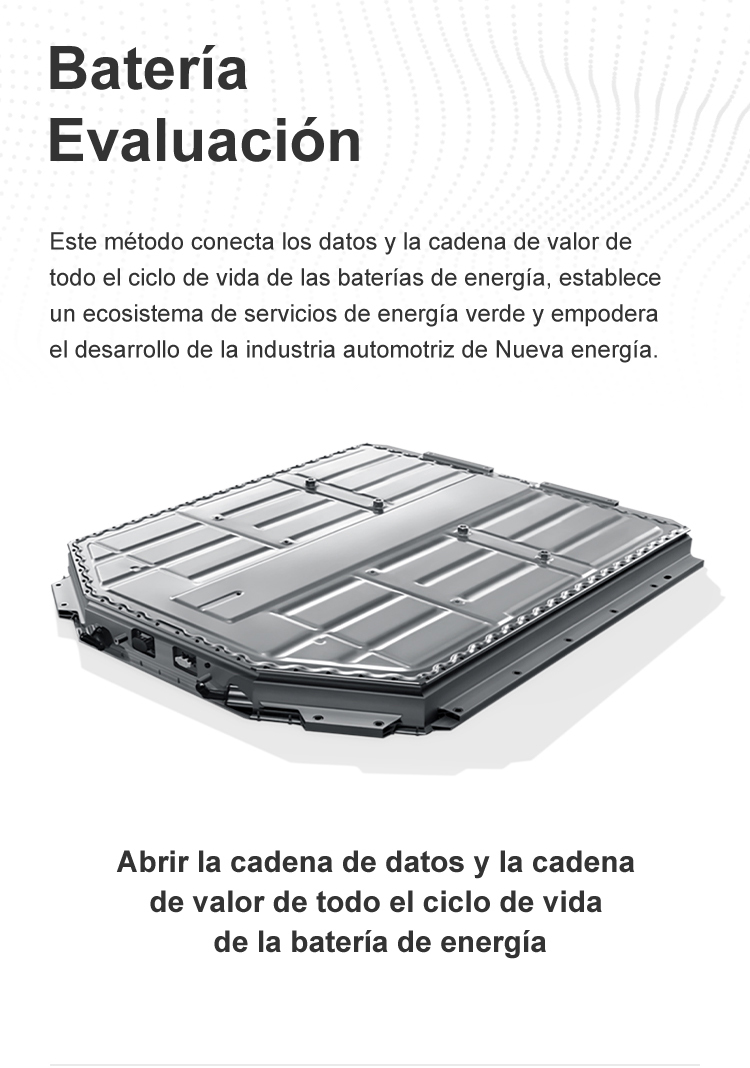 Batería
Evaluación
Este método conecta los datos y la cadena de valor de
todo el ciclo de vida de las baterías de energía, establece
un ecosistema de servicios de energía verde y empodera
el desarrollo de la industria automotriz de Nueva energía.
Abrir la cadena de datos y la cadena
de valor de todo el ciclo de vida
de la batería de energía